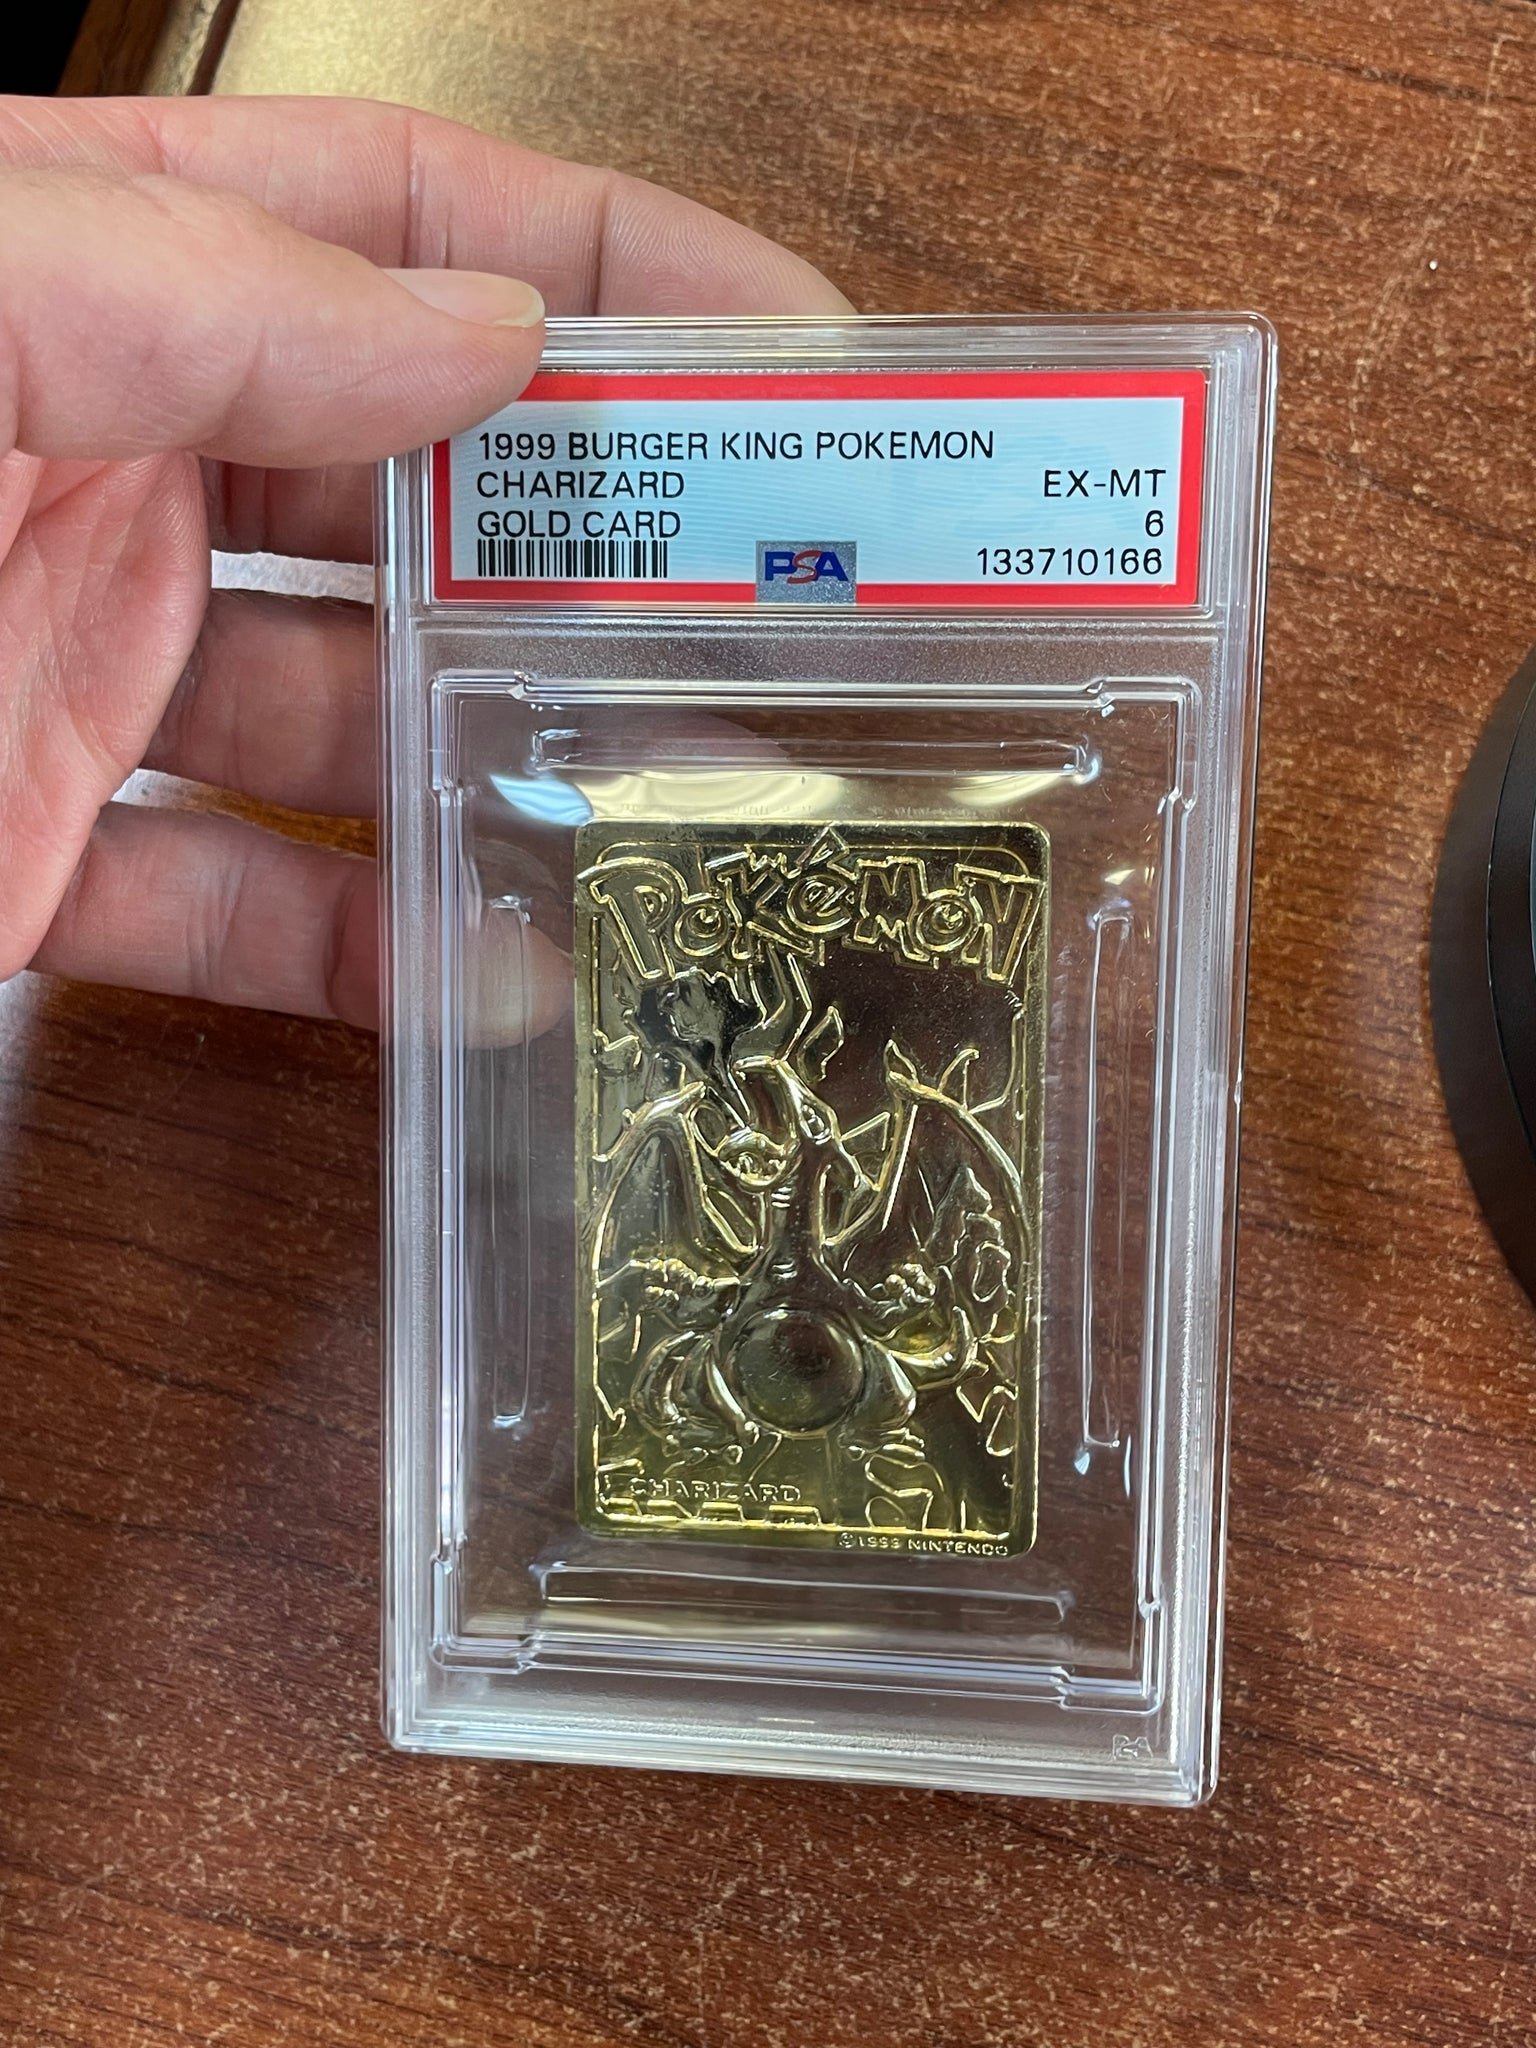 1999 BURGER KING POKEMON
CHARIZARD EX-MT
GOLD CARD 6
PSA 133710166
POKéMON
CHARIZARD
©1999 NINTENDO